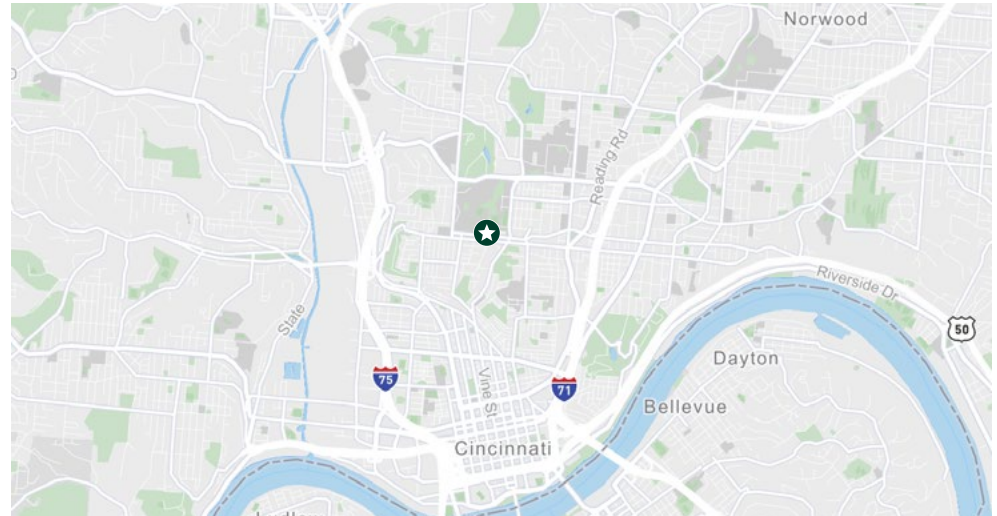 Norwood
Reading Rd
Riverside Dr
50
State
Dayton
75
71
Vine St
Bellevue
Cincinnati